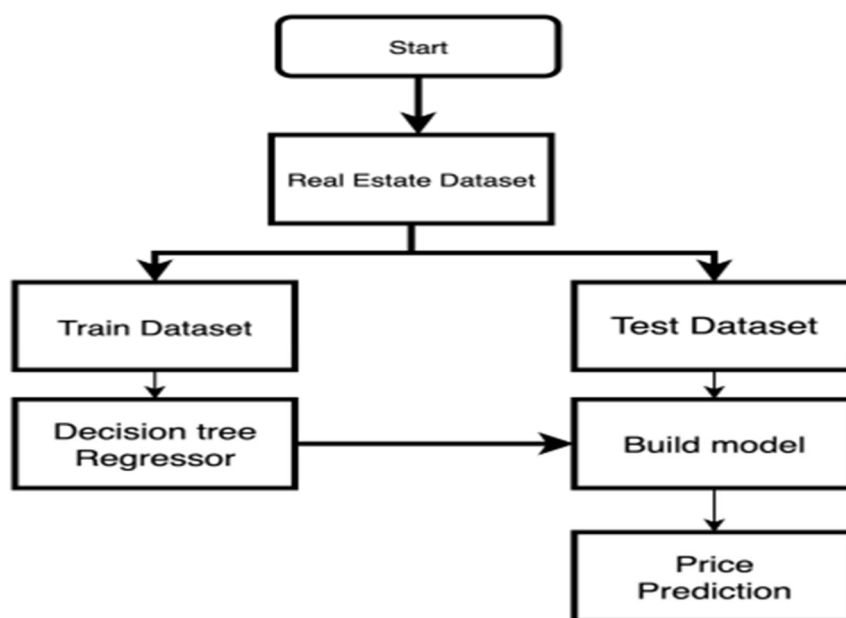 Start
Real Estate Dataset
Train Dataset
Test Dataset
Decision tree
Regressor
Build model
Price
Prediction